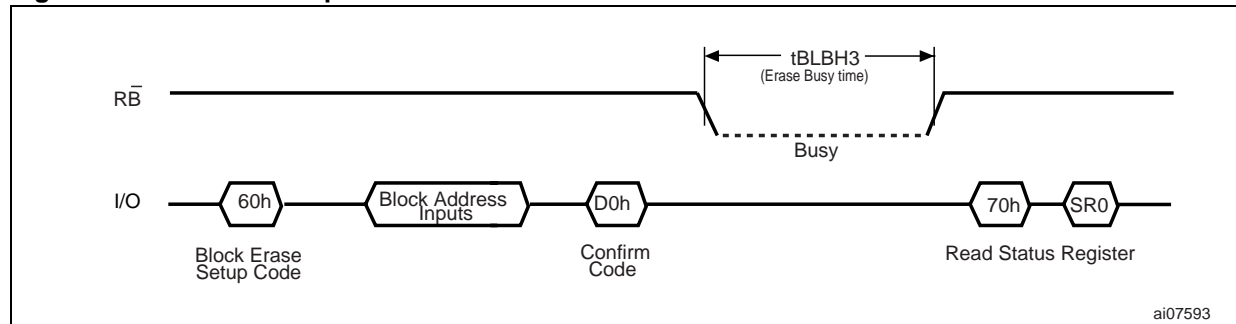 tBLBH3
(Erase Busy time)
RB̅
Busy
I/O
60h
Block Address
Inputs
D0h
70h
SR0
Block Erase
Setup Code
Confirm
Code
Read Status Register
ai07593